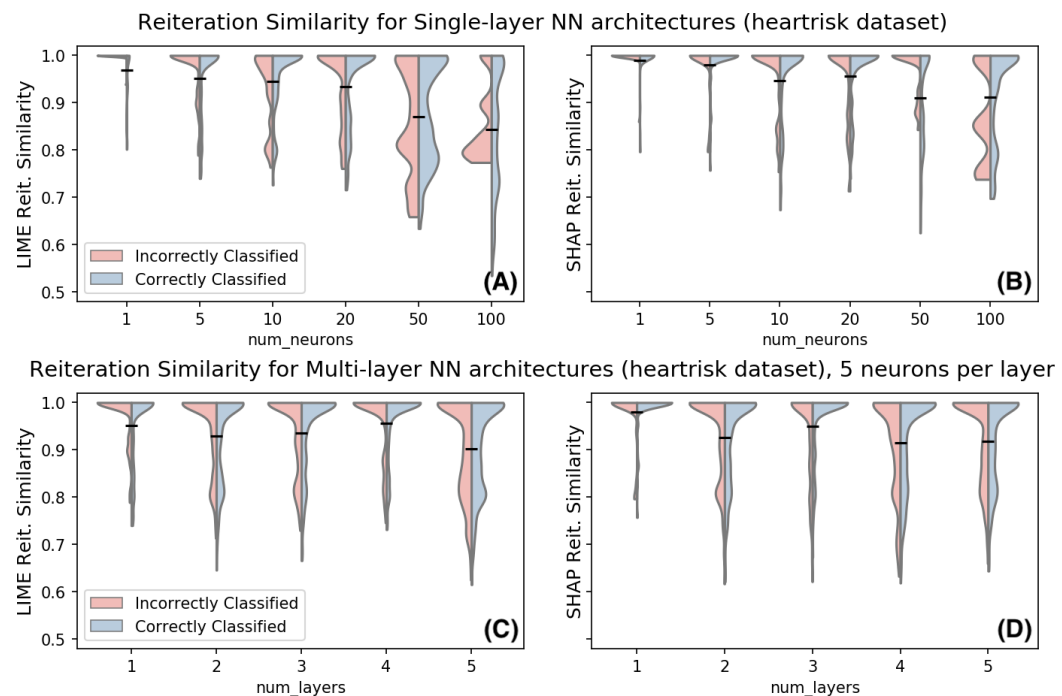 Reiteration Similarity for Single-layer NN architectures (heartrisk dataset)
LIME Reit. Similarity
1.0
0.9
0.8
0.7
0.6
0.5
Incorrectly Classified
Correctly Classified
(A)
1 5 10 20 50 100
num_neurons
SHAP Reit. Similarity
(B)
1 5 10 20 50 100
num_neurons
Reiteration Similarity for Multi-layer NN architectures (heartrisk dataset), 5 neurons per layer
LIME Reit. Similarity
1.0
0.9
0.8
0.7
0.6
0.5
Incorrectly Classified
Correctly Classified
(C)
1 2 3 4 5
num_layers
SHAP Reit. Similarity
(D)
1 2 3 4 5
num_layers